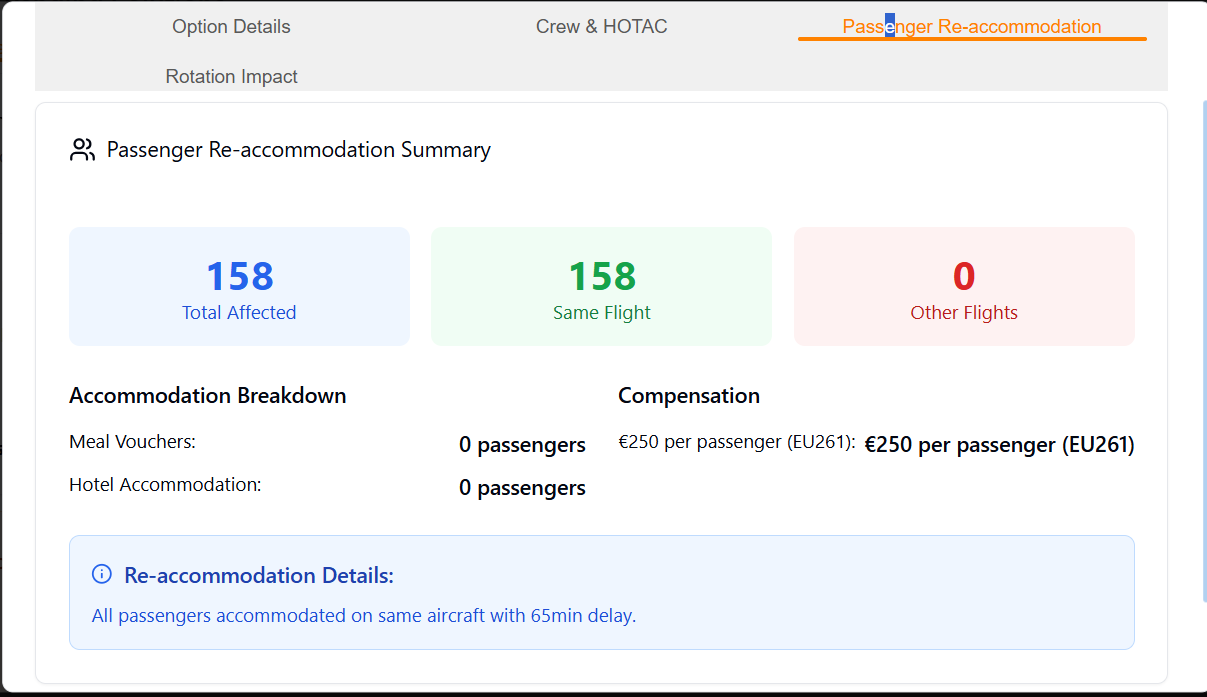 Option Details
Crew & HOTAC
Passenger Re-accommodation
Rotation Impact
Passenger Re-accommodation Summary
158
Total Affected
158
Same Flight
0
Other Flights
Accommodation Breakdown
Meal Vouchers: 0 passengers
Hotel Accommodation: 0 passengers
Compensation
€250 per passenger (EU261): €250 per passenger (EU261)
Re-accommodation Details:
All passengers accommodated on same aircraft with 65min delay.